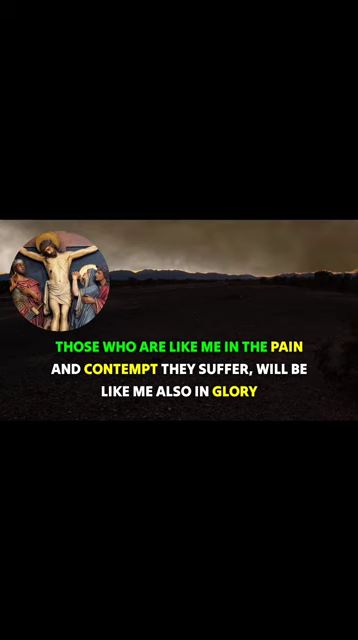 THOSE WHO ARE LIKE ME IN THE PAIN
AND CONTEMPT THEY SUFFER, WILL BE
LIKE ME ALSO IN GLORY